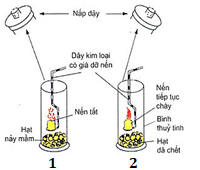 Nắp dậy
Dây kim loại
có giá đỡ nến
Nến tắt
Nến
tiếp tục
cháy
Bình
thuỷ tinh
Hạt
nảy mầm
Hạt
đã chết
1
2